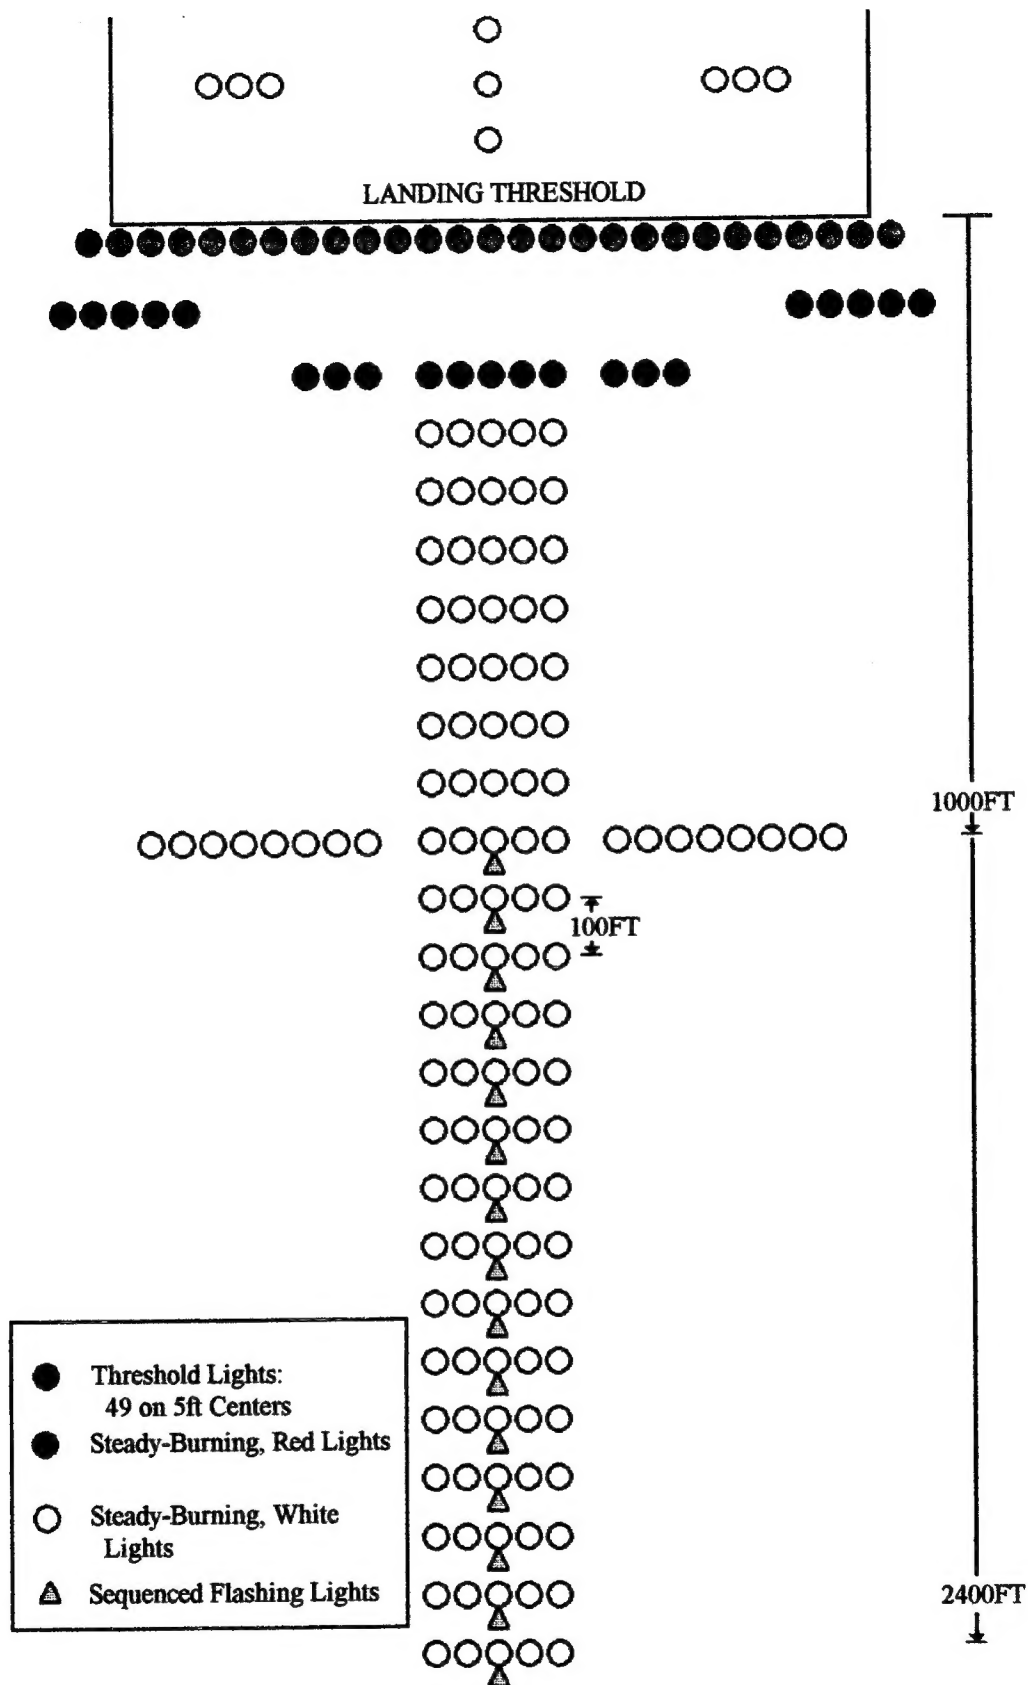 LANDING THRESHOLD
1000FT
100FT
2400FT
Threshold Lights:
49 on 5ft Centers
Steady-Burning, Red Lights
Steady-Burning, White
Lights
Sequenced Flashing Lights